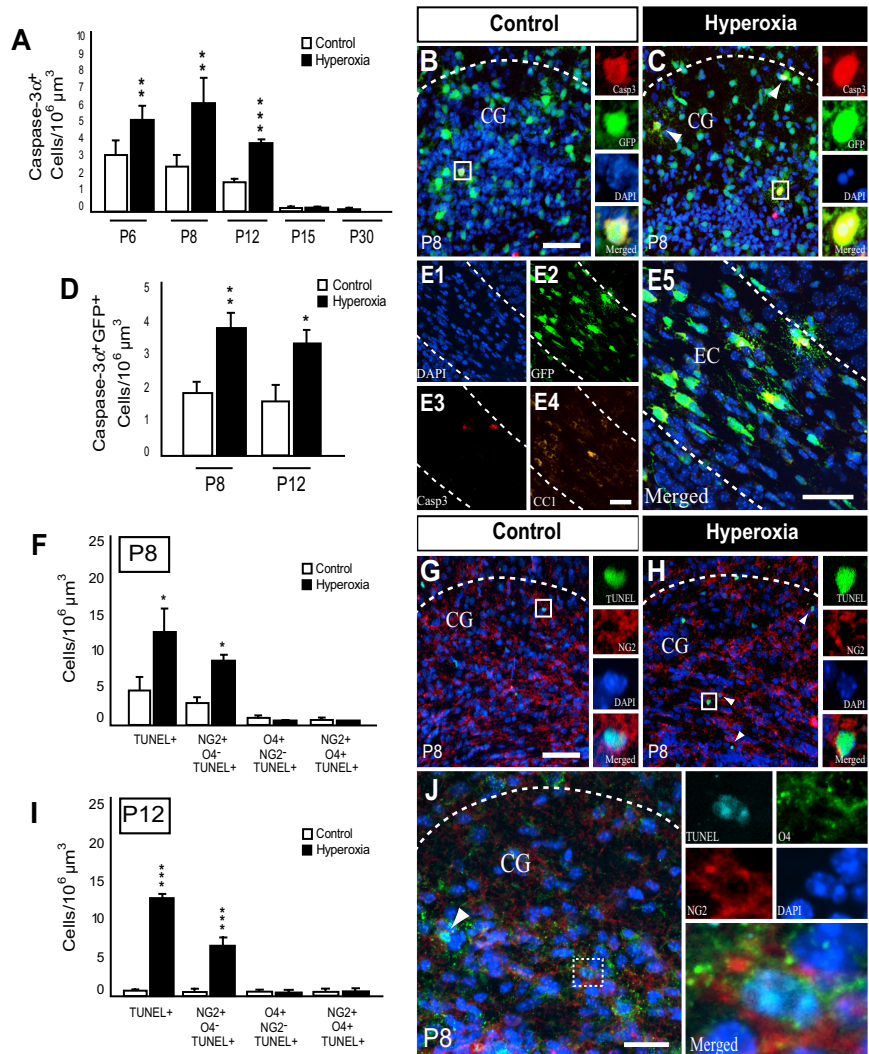 Control
Hyperoxia
A
Caspase-3α+
Cells/10⁶ µm³
10
9
8
7
6
5
4
3
2
1
0
Control
Hyperoxia
**
**
***
P6
P8
P12
P15
P30
B
CG
P8
Casp3
GFP
DAPI
Merged
C
CG
P8
Casp3
GFP
DAPI
Merged
D
Caspase-3α+GFP+
Cells/10⁶ µm³
5
4
3
2
1
0
Control
Hyperoxia
**
*
P8
P12
E1
DAPI
E2
GFP
E3
Casp3
E4
CC1
E5
EC
Merged
Control
Hyperoxia
F
P8
Cells/10⁶ µm³
25
20
15
10
5
0
Control
Hyperoxia
*
*
TUNEL+
NG2+
O4-
TUNEL+
O4+
NG2-
TUNEL+
NG2+
O4+
TUNEL+
G
CG
P8
TUNEL
NG2
DAPI
Merged
H
CG
P8
TUNEL
NG2
DAPI
Merged
I
P12
Cells/10⁶ µm³
25
20
15
10
5
0
Control
Hyperoxia
***
***
TUNEL+
NG2+
O4-
TUNEL+
O4+
NG2-
TUNEL+
NG2+
O4+
TUNEL+
J
CG
P8
TUNEL
O4
NG2
DAPI
Merged